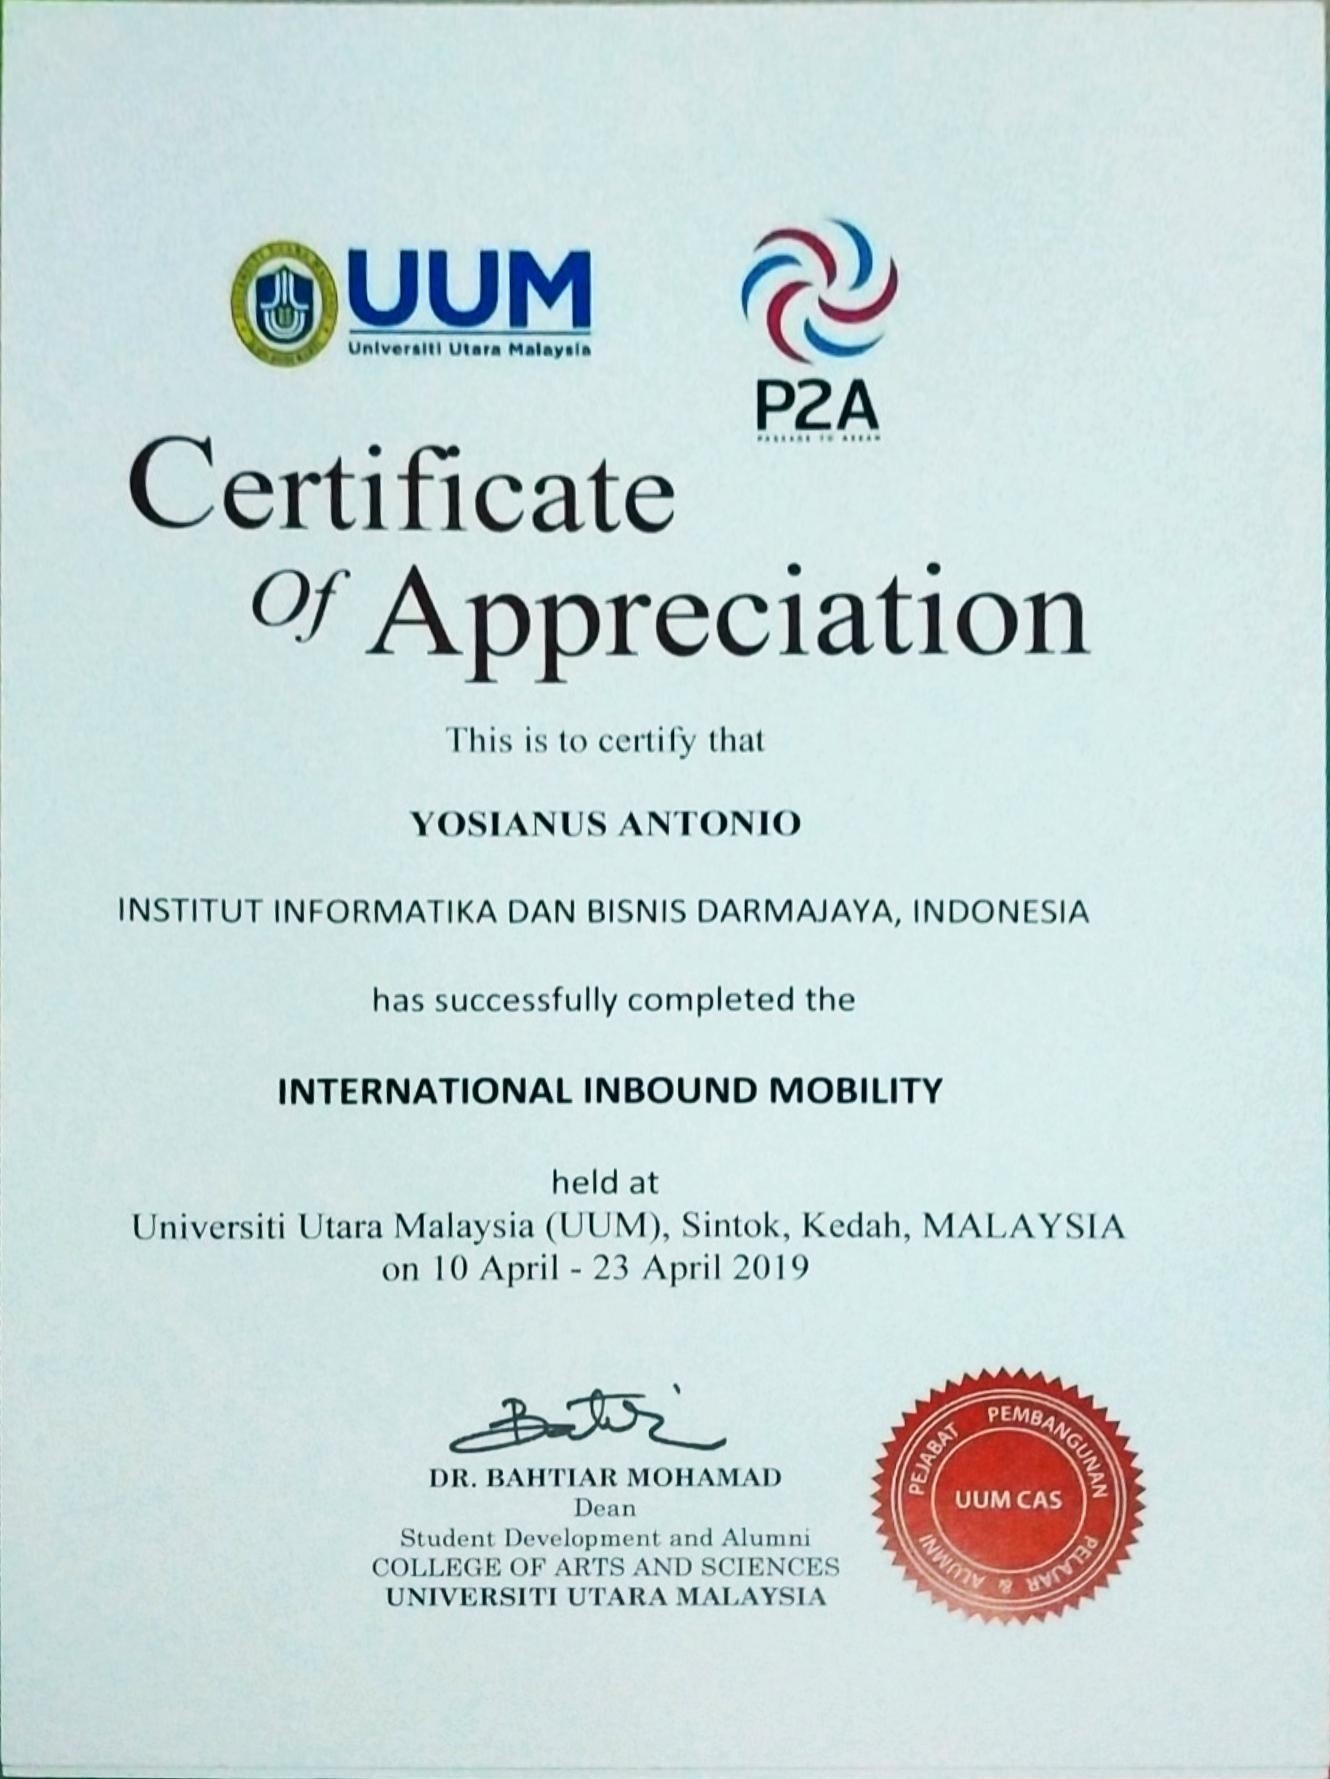 UUM
Universiti Utara Malaysia
P2A
PASSAGE TO ASEAN
Certificate
Of Appreciation
This is to certify that
YOSIANUS ANTONIO
INSTITUT INFORMATIKA DAN BISNIS DARMAJAYA, INDONESIA
has successfully completed the
INTERNATIONAL INBOUND MOBILITY
held at
Universiti Utara Malaysia (UUM), Sintok, Kedah, MALAYSIA
on 10 April - 23 April 2019
DR. BAHTIAR MOHAMAD
Dean
Student Development and Alumni
COLLEGE OF ARTS AND SCIENCES
UNIVERSITI UTARA MALAYSIA
PEJABAT PEMBANGUNAN
PELAJAR & ALUMNI
UUM CAS